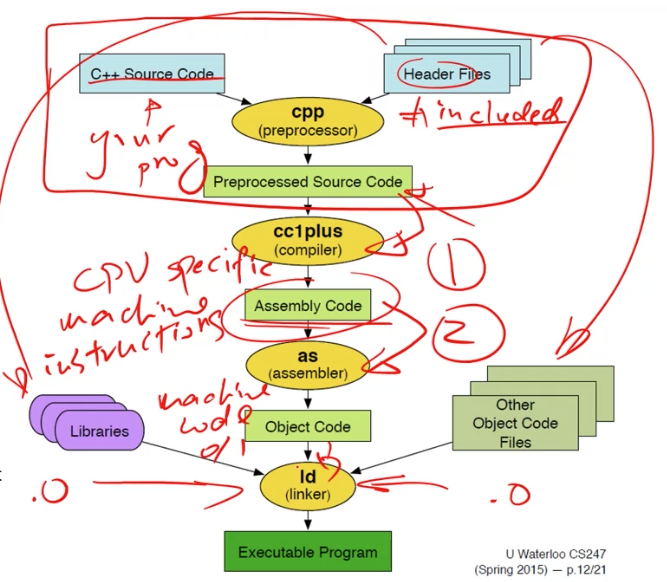 C++ Source Code
Header Files
cpp
(preprocessor)
# included
your
prog
Preprocessed Source Code
cc1plus
(compiler)
1
CPU specific
machine
instructions
Assembly Code
2
as
(assembler)
machine
code
0/1
Object Code
3
Libraries
Other
Object Code
Files
ld
(linker)
.o
.o
Executable Program
U Waterloo CS247
(Spring 2015) — p.12/21